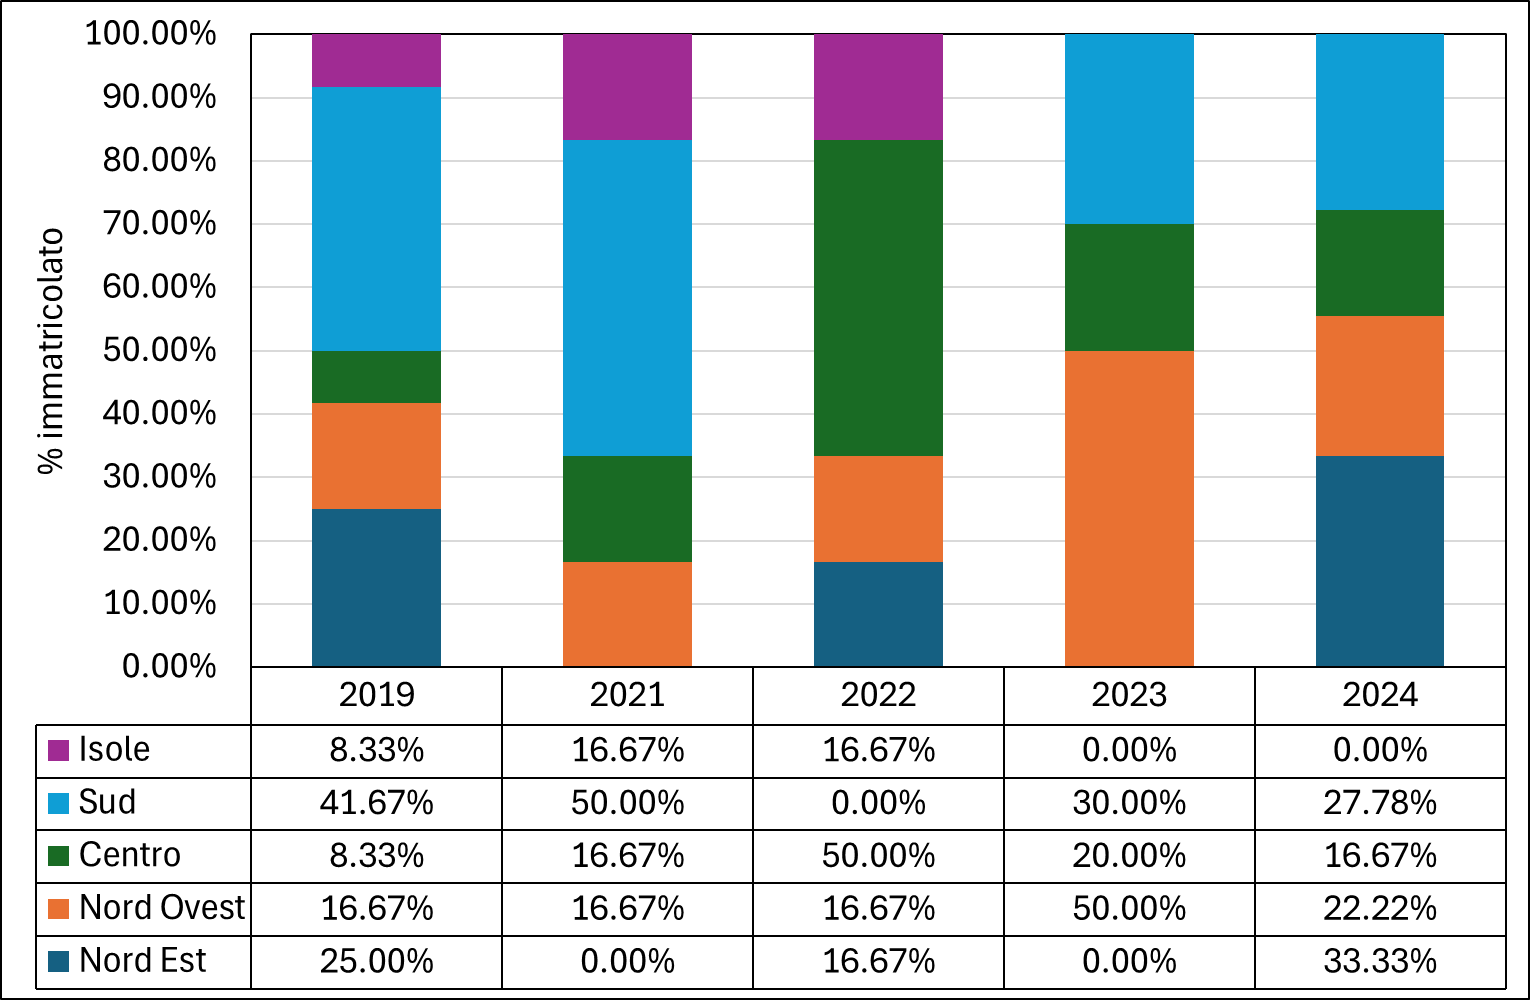 100.00%
90.00%
80.00%
70.00%
60.00%
50.00%
40.00%
30.00%
20.00%
10.00%
0.00%
% immatricolato
2019 2021 2022 2023 2024
Isole 8.33% 16.67% 16.67% 0.00% 0.00%
Sud 41.67% 50.00% 0.00% 30.00% 27.78%
Centro 8.33% 16.67% 50.00% 20.00% 16.67%
Nord Ovest 16.67% 16.67% 16.67% 50.00% 22.22%
Nord Est 25.00% 0.00% 16.67% 0.00% 33.33%